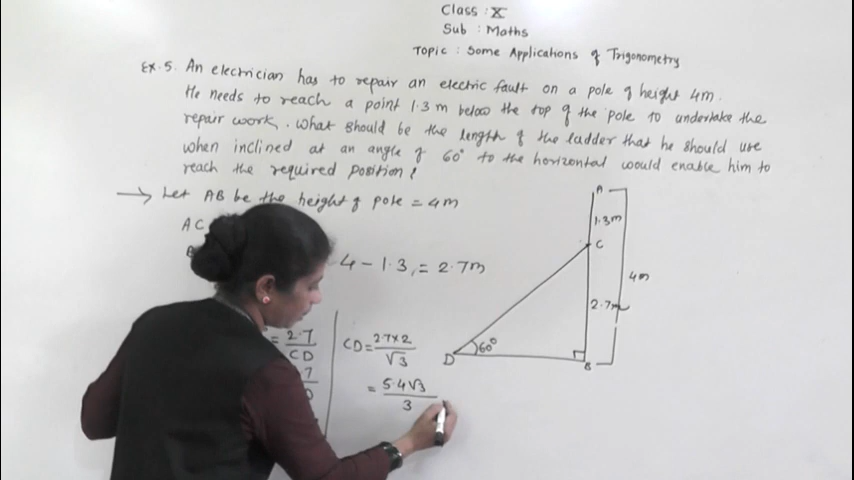 Class : X
Sub : Maths
Topic : Some Applications of Trigonometry
Ex. 5. An electrician has to repair an electric fault on a pole of height 4m.
He needs to reach a point 1.3 m below the top of the pole to undertake the
repair work. What should be the length of the ladder that he should use
when inclined at an angle of 60° to the horizontal would enable him to
reach the required position?
→ Let AB be the height of pole = 4m
AC
4 - 1.3 = 2.7m
= 2.7/CD
7
CD = 2.7×2/√3
= 5.4√3/3
A
1.3m
C
4m
2.7m
D 60°
B